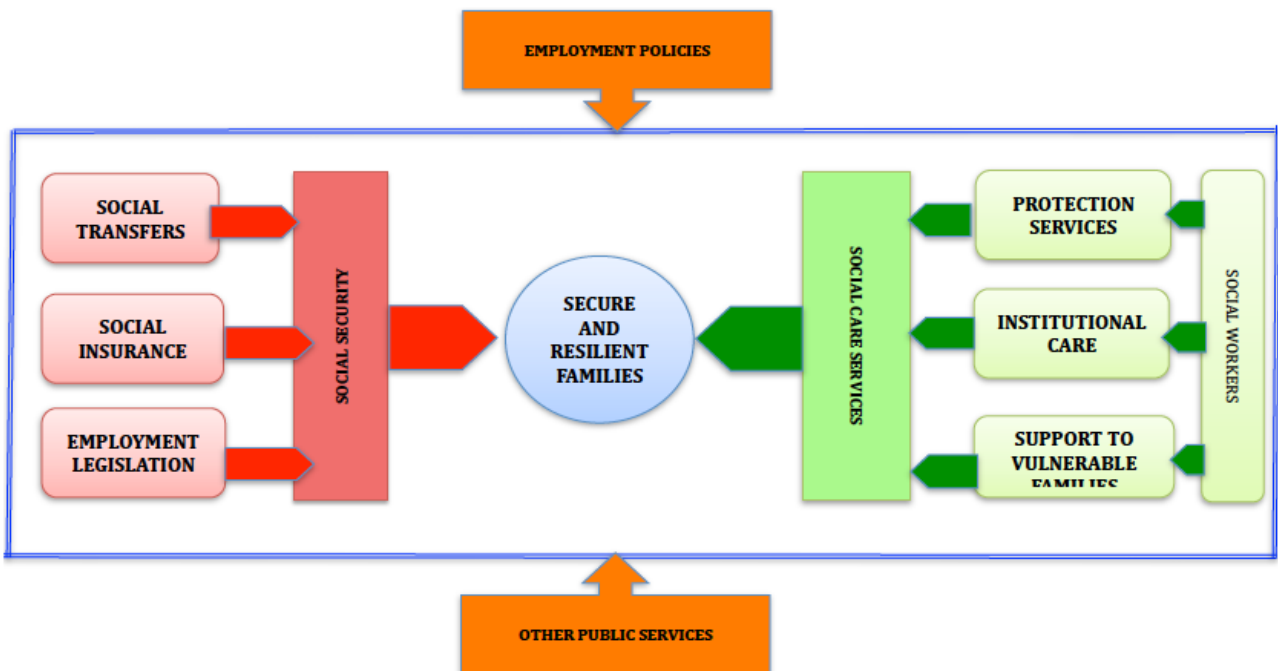 EMPLOYMENT POLICIES
SOCIAL
TRANSFERS
SOCIAL
INSURANCE
EMPLOYMENT
LEGISLATION
SOCIAL SECURITY
SECURE
AND
RESILIENT
FAMILIES
SOCIAL CARE SERVICES
PROTECTION
SERVICES
INSTITUTIONAL
CARE
SUPPORT TO
VULNERABLE
FAMILIES
SOCIAL WORKERS
OTHER PUBLIC SERVICES